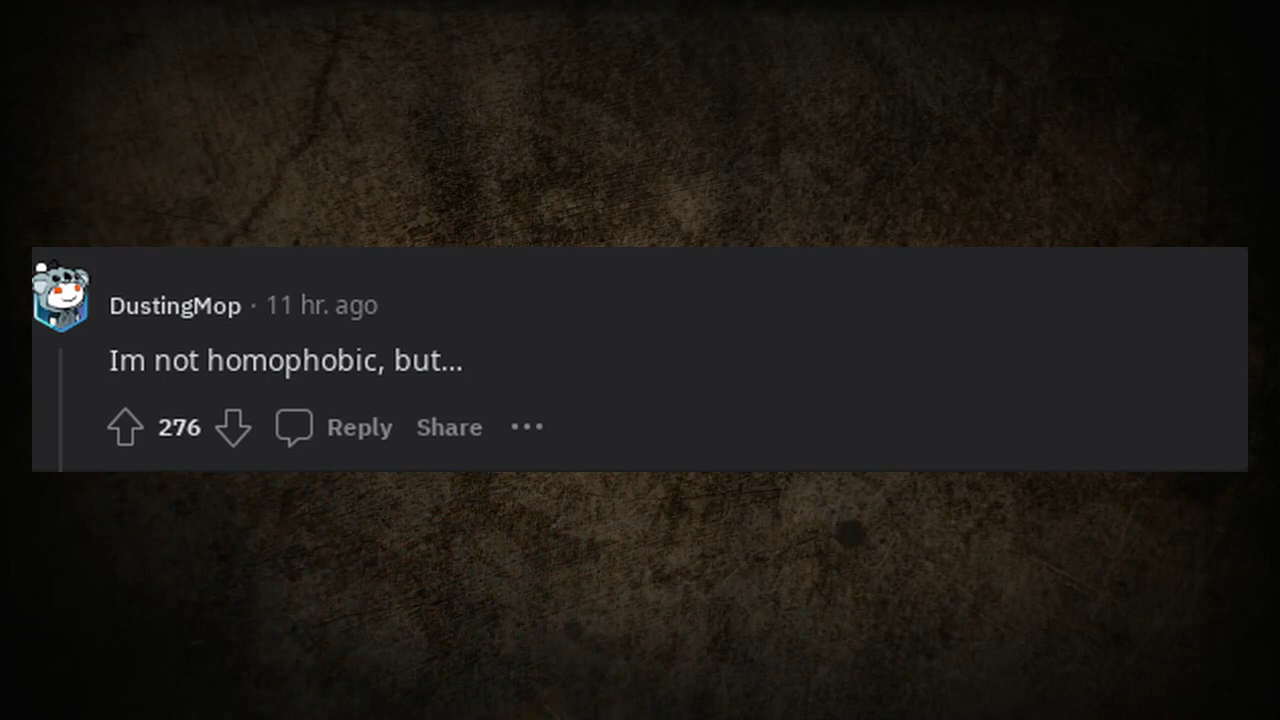 DustingMop · 11 hr. ago
Im not homophobic, but...
276 Reply Share ...